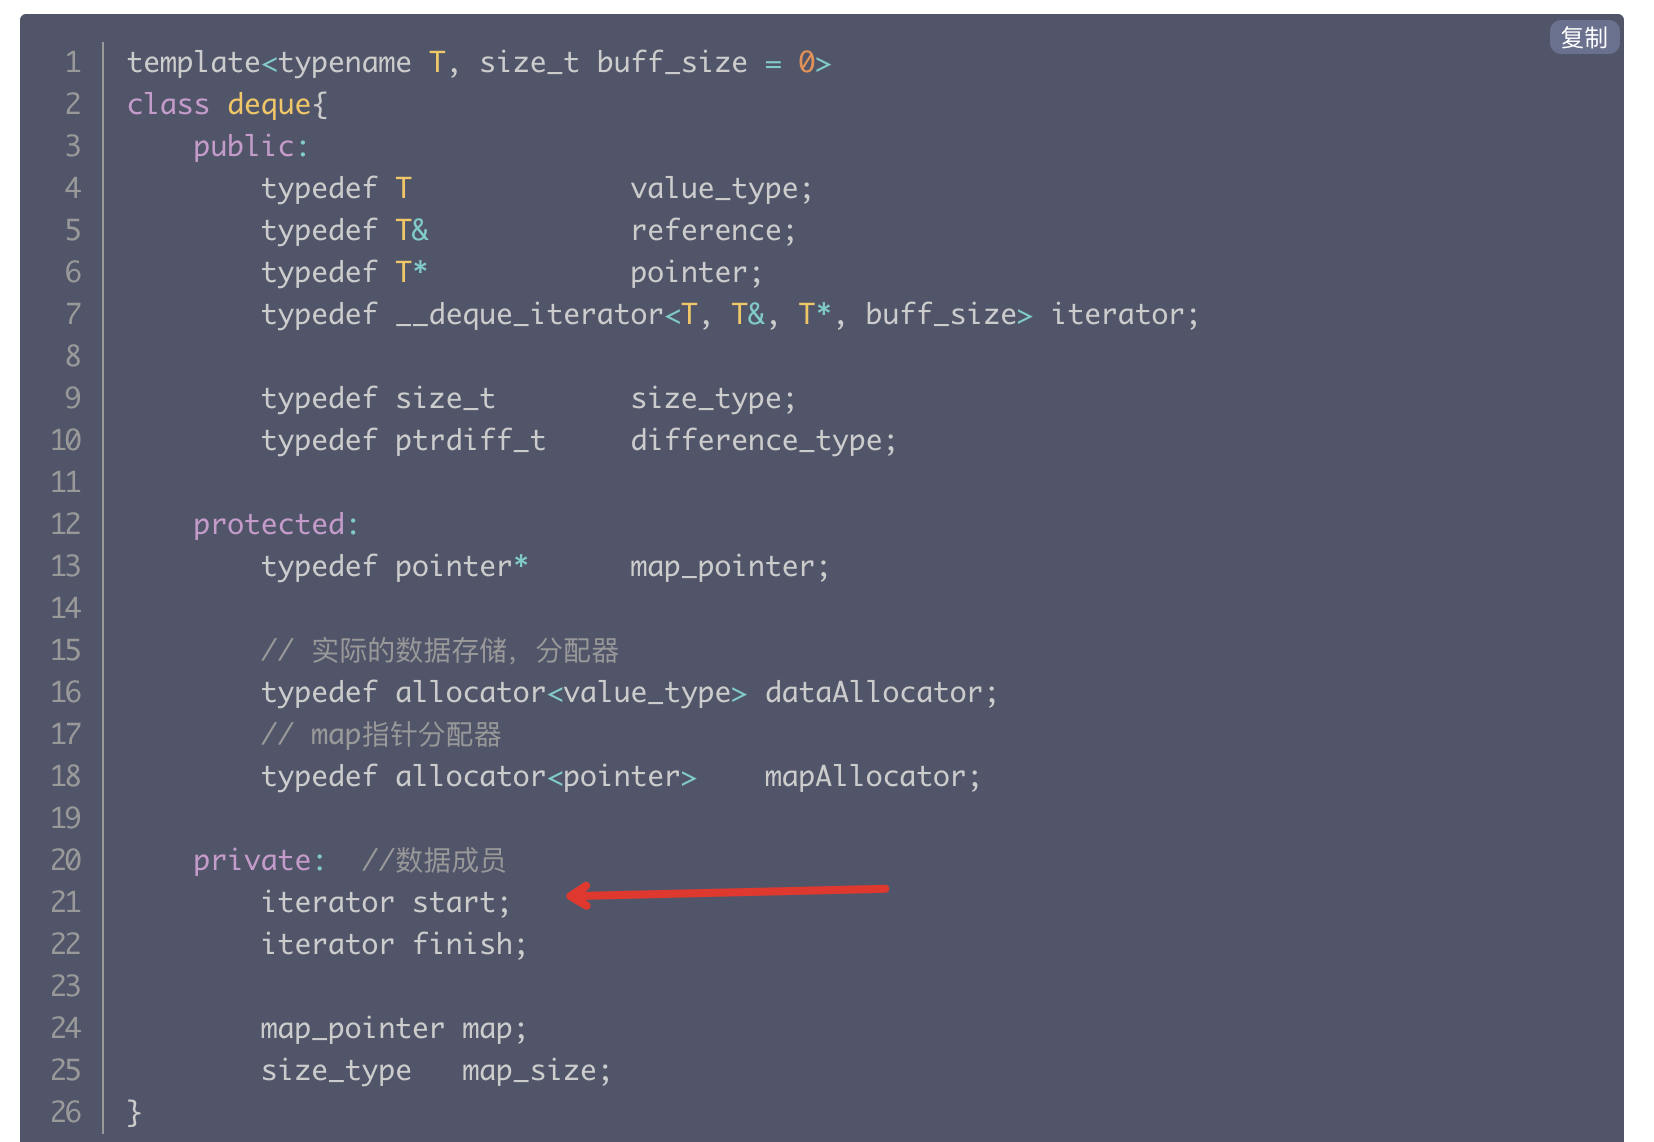 复制
1 template<typename T, size_t buff_size = 0>
2 class deque{
3     public:
4         typedef T             value_type;
5         typedef T&            reference;
6         typedef T*            pointer;
7         typedef __deque_iterator<T, T&, T*, buff_size> iterator;
8
9         typedef size_t        size_type;
10         typedef ptrdiff_t     difference_type;
11
12     protected:
13         typedef pointer*      map_pointer;
14
15         // 实际的数据存储，分配器
16         typedef allocator<value_type> dataAllocator;
17         // map指针分配器
18         typedef allocator<pointer>    mapAllocator;
19
20     private:  //数据成员
21         iterator start;
22         iterator finish;
23
24         map_pointer map;
25         size_type   map_size;
26 }